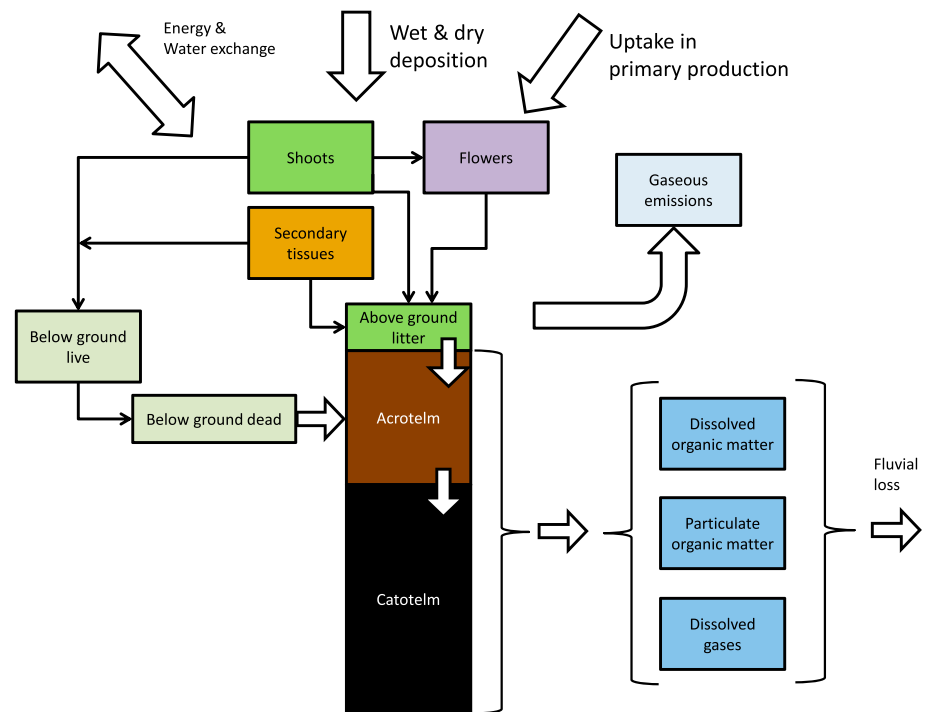 Energy &
Water exchange
Wet & dry
deposition
Uptake in
primary production
Shoots
Flowers
Gaseous
emissions
Secondary
tissues
Above ground
litter
Below ground
live
Below ground dead
Acrotelm
Catotelm
Dissolved
organic matter
Particulate
organic matter
Dissolved
gases
Fluvial
loss